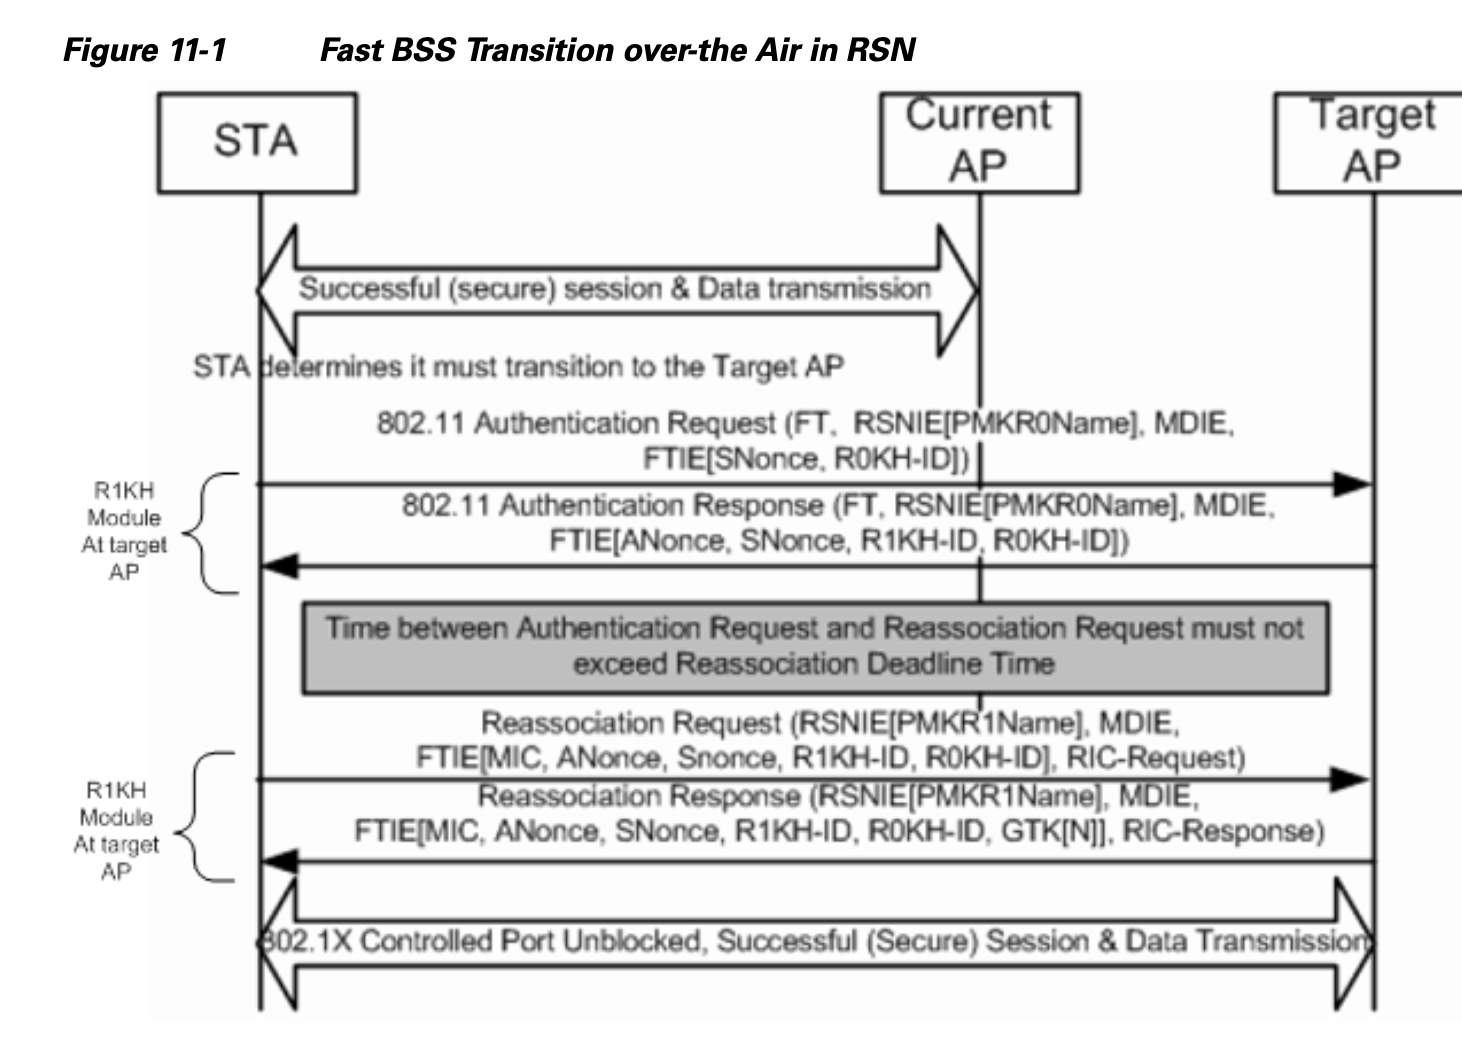 Figure 11-1 Fast BSS Transition over-the Air in RSN
STA
Current
AP
Target
AP
Successful (secure) session & Data transmission
STA determines it must transition to the Target AP
802.11 Authentication Request (FT, RSNIE[PMKR0Name], MDIE,
FTIE[SNonce, R0KH-ID])
R1KH
Module
At target
AP
802.11 Authentication Response (FT, RSNIE[PMKR0Name], MDIE,
FTIE[ANonce, SNonce, R1KH-ID, R0KH-ID])
Time between Authentication Request and Reassociation Request must not
exceed Reassociation Deadline Time
Reassociation Request (RSNIE[PMKR1Name], MDIE,
FTIE[MIC, ANonce, Snonce, R1KH-ID, R0KH-ID], RIC-Request)
R1KH
Module
At target
AP
Reassociation Response (RSNIE[PMKR1Name], MDIE,
FTIE[MIC, ANonce, SNonce, R1KH-ID, R0KH-ID, GTK[N]], RIC-Response)
802.1X Controlled Port Unblocked, Successful (Secure) Session & Data Transmission